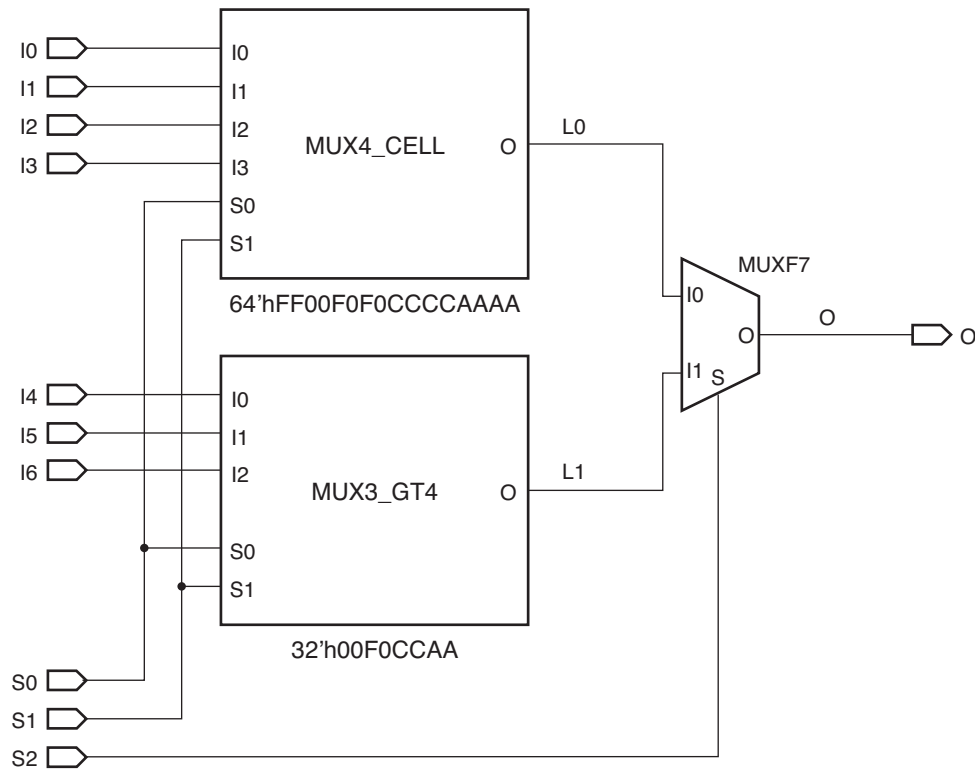 I0
I1
I2
I3
I0
I1
I2
I3
S0
S1
MUX4_CELL
O
L0
64'hFF00F0F0CCCCAAAA
MUXF7
I0
I1
S
O
O
O
I4
I5
I6
I0
I1
I2
S0
S1
MUX3_GT4
O
L1
32'h00F0CCAA
S0
S1
S2